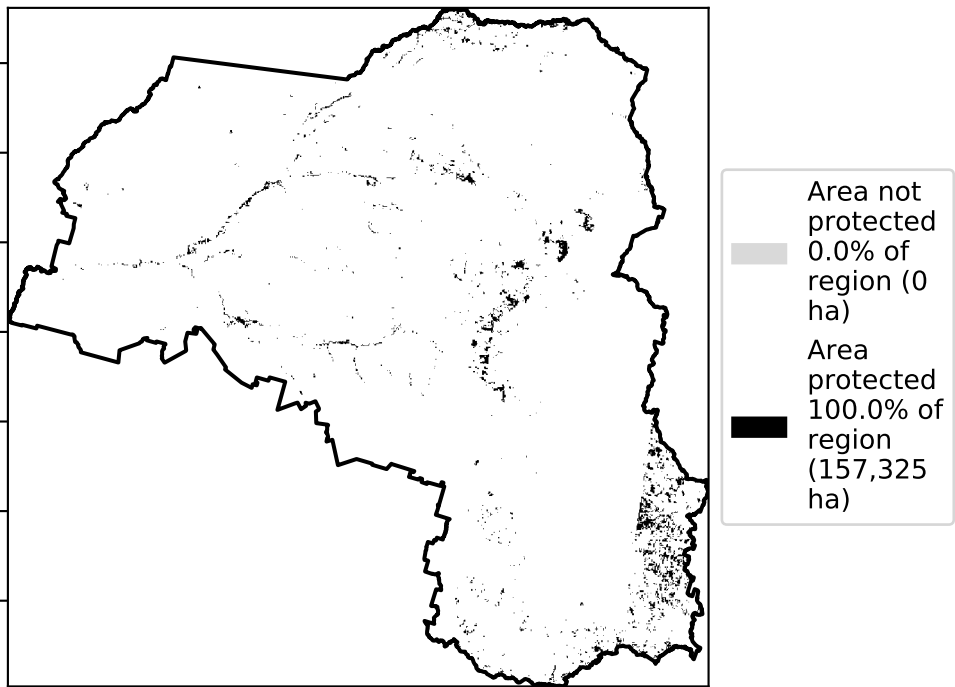 Area not
protected
0.0% of
region (0
ha)
Area
protected
100.0% of
region
(157,325
ha)